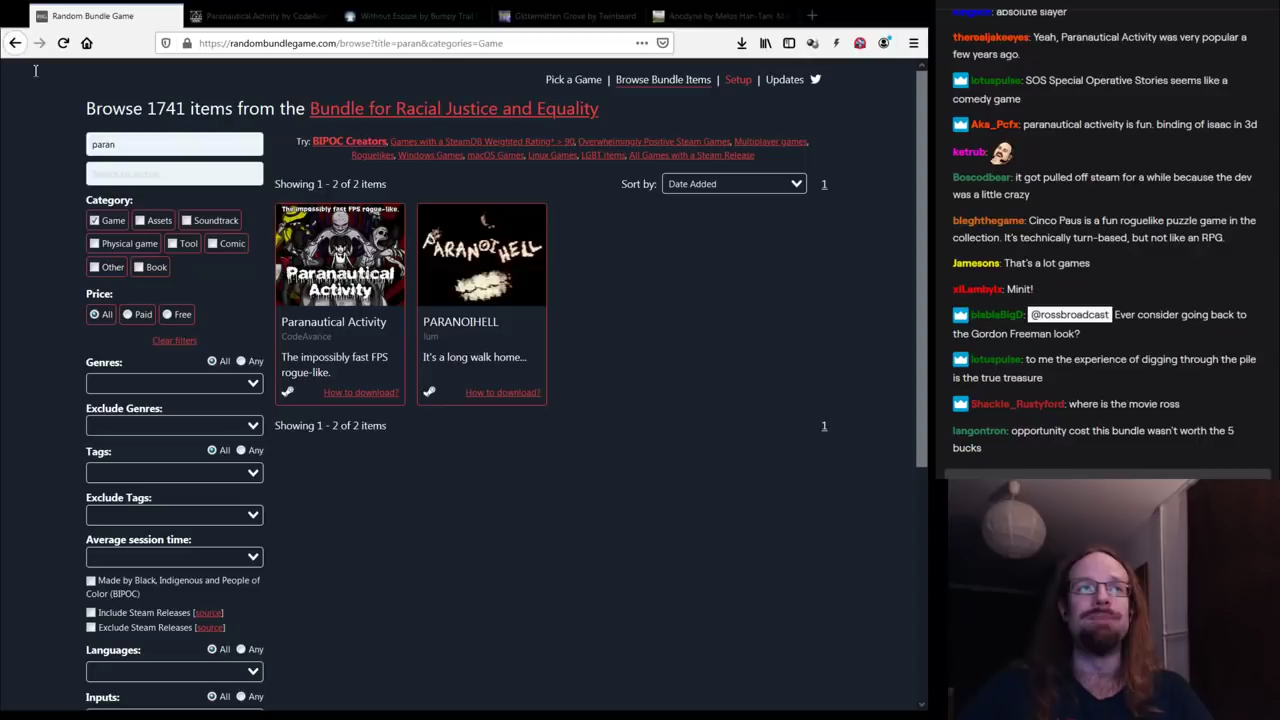 Random Bundle Game
Paranautical Activity by CodeAvan
Without Escape by Bumpy Trail
Glittermitten Grove by Twinbeard
Anodyne by Melos Han-Tani, M
https://randombundlegame.com/browse?title=paran&categories=Game
Pick a Game | Browse Bundle Items | Setup | Updates
Browse 1741 items from the Bundle for Racial Justice and Equality
paran
Try: BIPOC Creators, Games with a SteamDB Weighted Rating* > 90, Overwhelmingly Positive Steam Games, Multiplayer games,
Roguelikes, Windows Games, macOS Games, Linux Games, LGBT items, All Games with a Steam Release
Showing 1 - 2 of 2 items
Sort by: Date Added 1
Category:
Game Assets Soundtrack
Physical game Tool Comic
Other Book
Price:
All Paid Free
Clear filters
Genres: All Any
Exclude Genres:
Tags: All Any
Exclude Tags:
Average session time:
Made by Black, Indigenous and People of
Color (BIPOC)
Include Steam Releases [source]
Exclude Steam Releases [source]
Languages: All Any
Inputs: All Any
The impossibly fast FPS rogue-like.
Paranautical
Activity
Paranautical Activity
CodeAvance
The impossibly fast FPS
rogue-like.
How to download?
PARANOIHELL
PARANOIHELL
lum
It's a long walk home...
How to download?
Showing 1 - 2 of 2 items
1
absolute slayer
therealjakeeyes: Yeah, Paranautical Activity was very popular a
few years ago.
lotuspulse: SOS Special Operative Stories seems like a
comedy game
Aka_Pcfx: paranautical activeity is fun. binding of isaac in 3d
ketrub:
Boscodbear: it got pulled off steam for a while because the dev
was a little crazy
bleghthegame: Cinco Paus is a fun roguelike puzzle game in the
collection. It's technically turn-based, but not like an RPG.
Jamesons: That's a lot games
xILambyIx: Minit!
blablaBigD: @rossbroadcast Ever consider going back to
the Gordon Freeman look?
lotuspulse: to me the experience of digging through the pile
is the true treasure
Shackle_Rustyford: where is the movie ross
langontron: opportunity cost this bundle wasn't worth the 5
bucks